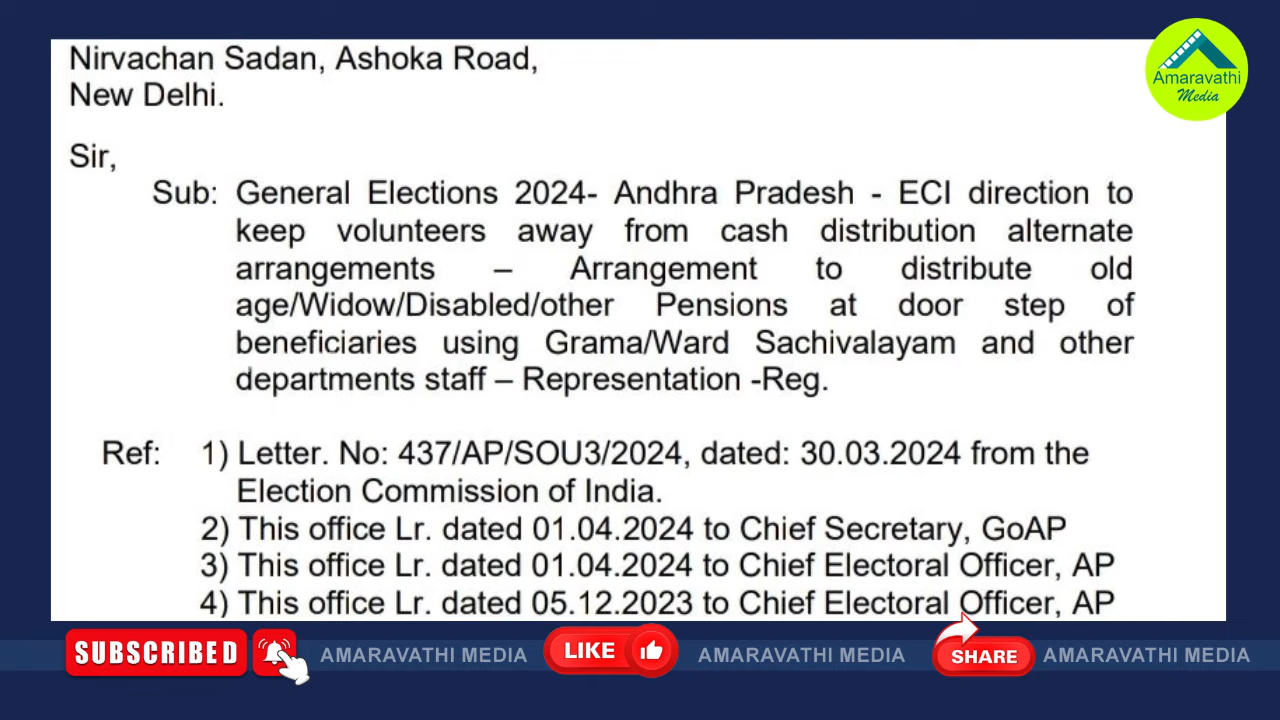 Nirvachan Sadan, Ashoka Road,
New Delhi.
Amaravathi
Media
Sir,
Sub: General Elections 2024- Andhra Pradesh - ECI direction to
keep volunteers away from cash distribution alternate
arrangements – Arrangement to distribute old
age/Widow/Disabled/other Pensions at door step of
beneficiaries using Grama/Ward Sachivalayam and other
departments staff – Representation -Reg.
Ref: 1) Letter. No: 437/AP/SOU3/2024, dated: 30.03.2024 from the
Election Commission of India.
2) This office Lr. dated 01.04.2024 to Chief Secretary, GoAP
3) This office Lr. dated 01.04.2024 to Chief Electoral Officer, AP
4) This office Lr. dated 05.12.2023 to Chief Electoral Officer, AP
SUBSCRIBED AMARAVATHI MEDIA LIKE AMARAVATHI MEDIA SHARE AMARAVATHI MEDIA